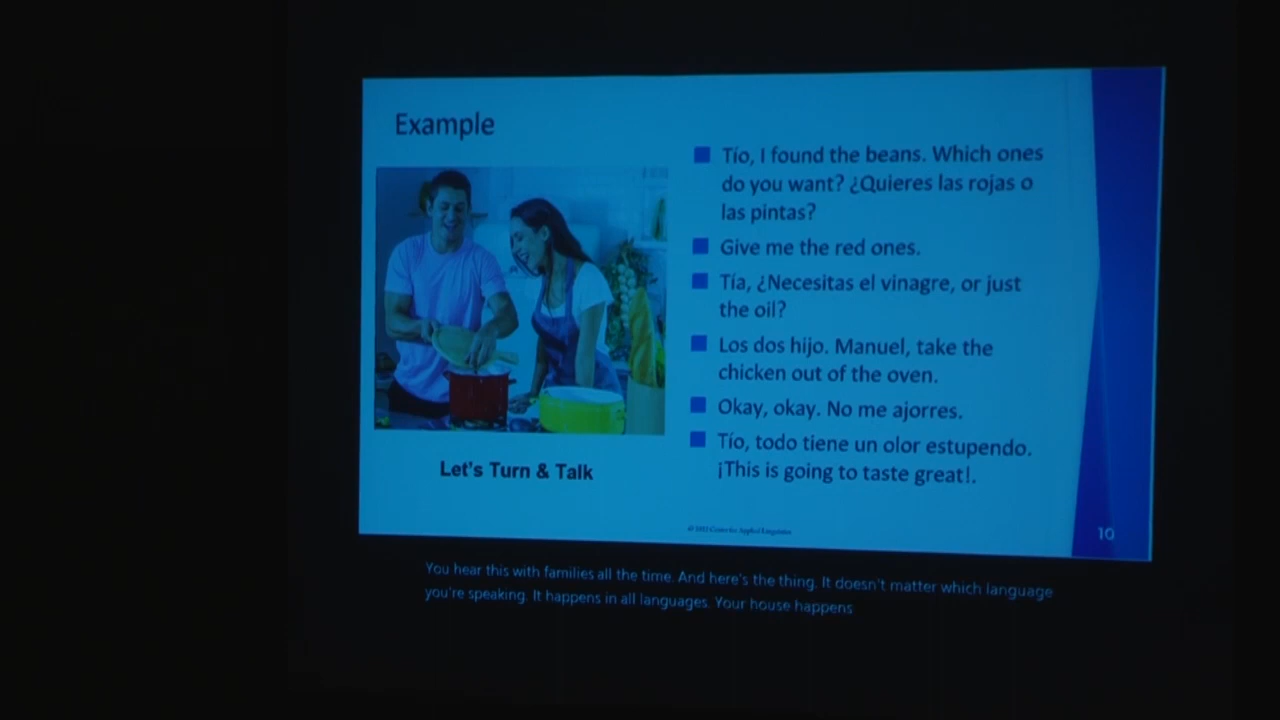 Example
Tío, I found the beans. Which ones
do you want? ¿Quieres las rojas o
las pintas?
Give me the red ones.
Tía, ¿Necesitas el vinagre, or just
the oil?
Los dos hijo. Manuel, take the
chicken out of the oven.
Okay, okay. No me ajorres.
Tío, todo tiene un olor estupendo.
¡This is going to taste great!.
Let's Turn & Talk
Center for Applied Linguistics
10
You hear this with families all the time. And here's the thing. It doesn't matter which language
you're speaking. It happens in all languages. Your house happens